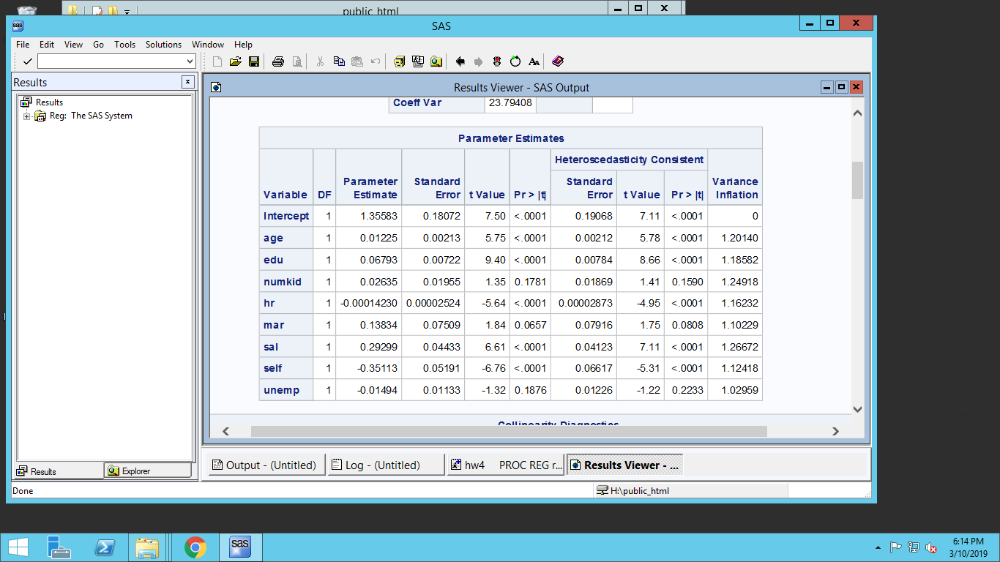 public_html
SAS
File Edit View Go Tools Solutions Window Help
Results
Results Viewer - SAS Output
Results
Reg: The SAS System
Coeff Var 23.79408
Parameter Estimates
Heteroscedasticity Consistent
Variable DF Parameter Estimate Standard Error t Value Pr > |t| Standard Error t Value Pr > |t| Variance Inflation
Intercept 1 1.35583 0.18072 7.50 <.0001 0.19068 7.11 <.0001 0
age 1 0.01225 0.00213 5.75 <.0001 0.00212 5.78 <.0001 1.20140
edu 1 0.06793 0.00722 9.40 <.0001 0.00784 8.66 <.0001 1.18582
numkid 1 0.02635 0.01955 1.35 0.1781 0.01869 1.41 0.1590 1.24918
hr 1 -0.00014230 0.00002524 -5.64 <.0001 0.00002873 -4.95 <.0001 1.16232
mar 1 0.13834 0.07509 1.84 0.0657 0.07916 1.75 0.0808 1.10229
sal 1 0.29299 0.04433 6.61 <.0001 0.04123 7.11 <.0001 1.26672
self 1 -0.35113 0.05191 -6.76 <.0001 0.06617 -5.31 <.0001 1.12418
unemp 1 -0.01494 0.01133 -1.32 0.1876 0.01226 -1.22 0.2233 1.02959
Collinearity Diagnostics
Results Explorer
Output - (Untitled) Log - (Untitled) hw4 PROC REG r... Results Viewer - ...
Done H:\public_html
sas
6:14 PM
3/10/2019